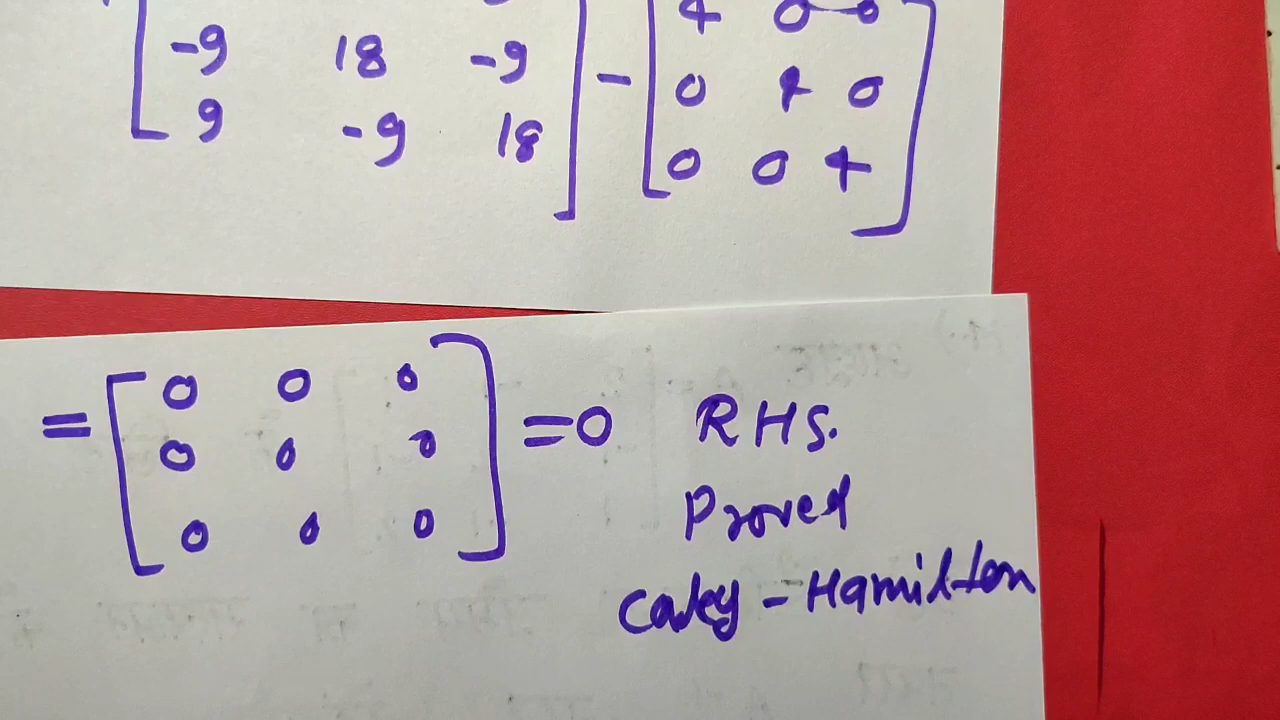 4 0 0
-9 18 -9 - 0 4 0
9 -9 18 0 0 4
= 0 0 0
0 0 0 = 0 RHS.
0 0 0 Proved
Caley - Hamilton